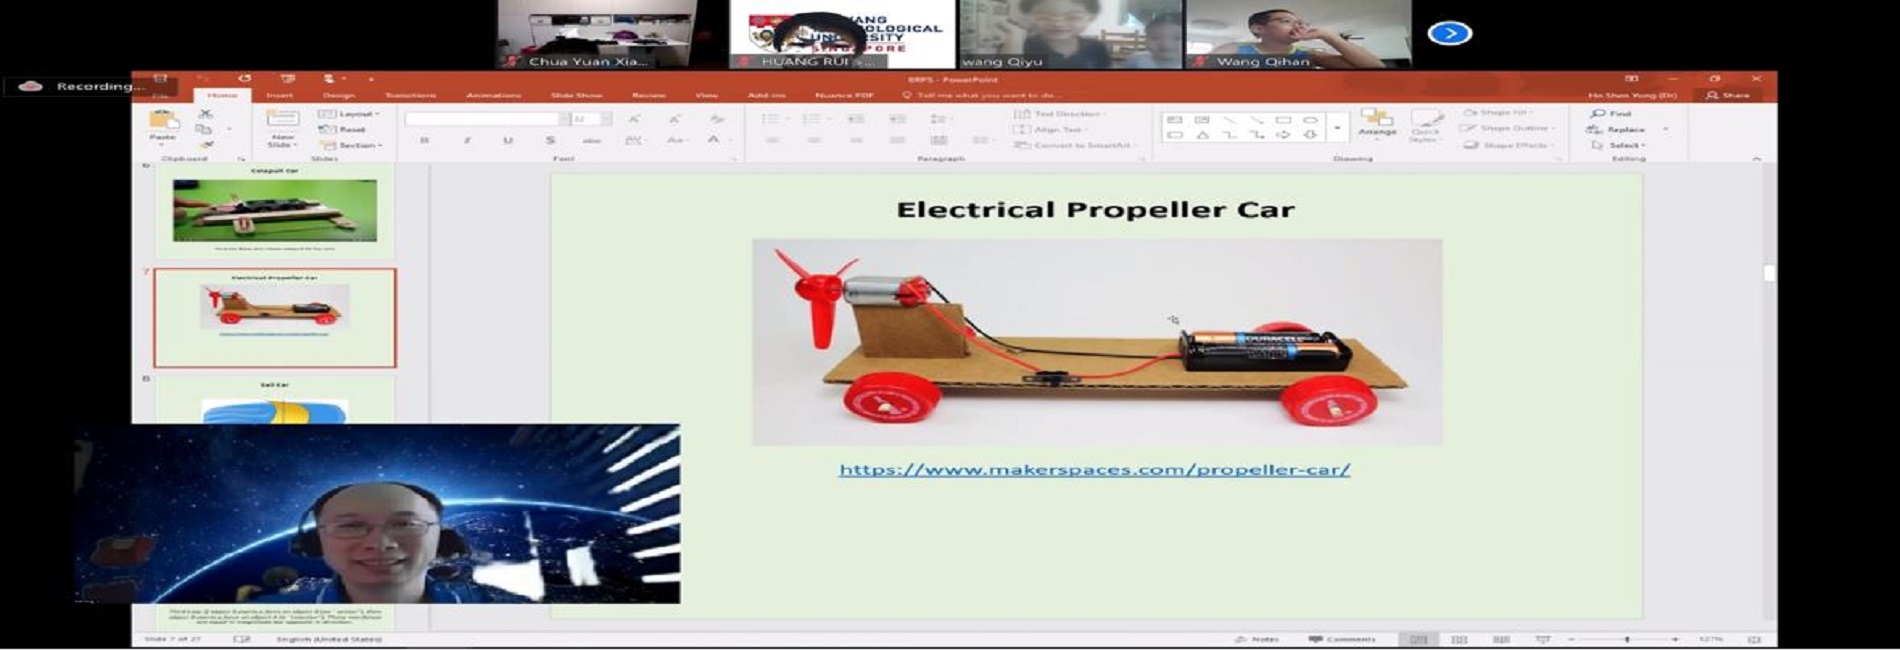 Chua Yuan Xia...
HUANG RUI
wang Qiyu
Wang Qihan
Recording...
Home
Insert
Design
Transitions
Animations
Slide Show
Review
View
Add-ins
Nuance PDF
Tell me what you want to do...
Share
Paste
New
Slide
Layout
Reset
Section
Text Direction
Align Text
Convert to SmartArt
Arrange
Quick
Styles
Shape Fill
Shape Outline
Shape Effects
Find
Replace
Select
Clipboard
Slides
Font
Paragraph
Drawing
Editing
Catapult Car
7
Electrical Propeller Car
8
Sail Car
Electrical Propeller Car
DURACELL
https://www.makerspaces.com/propeller-car/
Slide 7 of 27
English (United States)
Notes
Comments